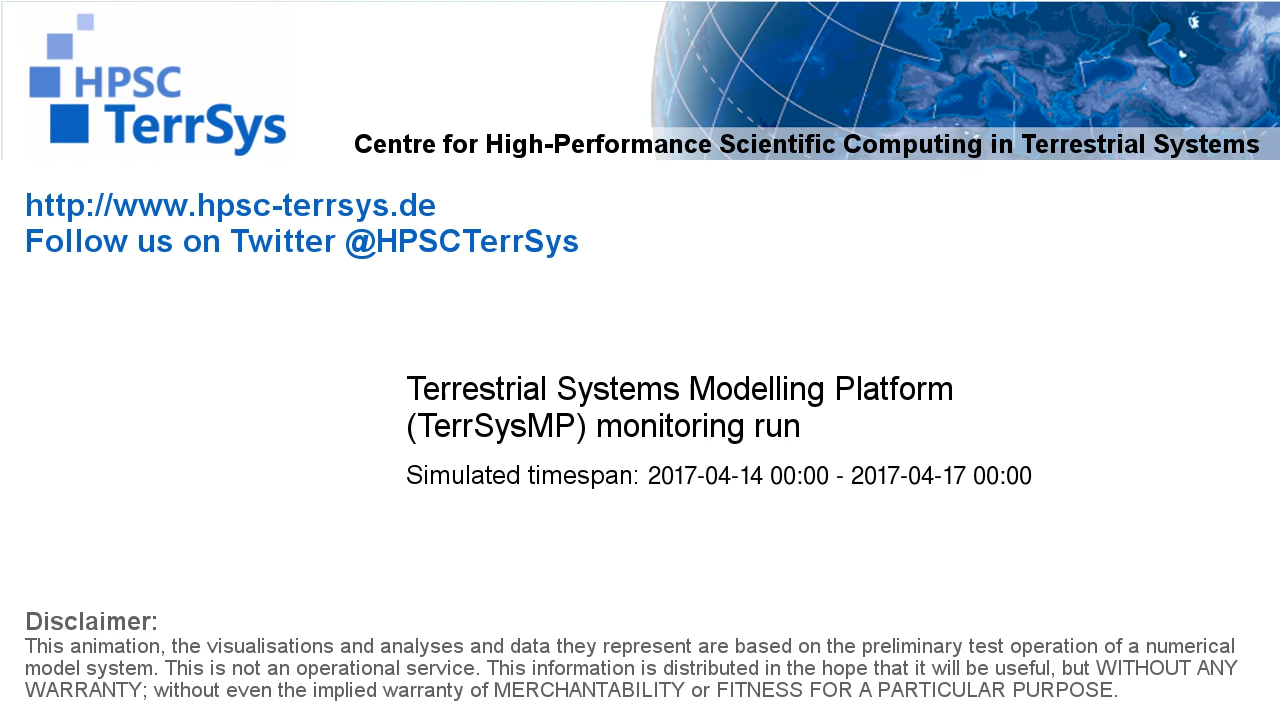 HPSC
TerrSys
Centre for High-Performance Scientific Computing in Terrestrial Systems
http://www.hpsc-terrsys.de
Follow us on Twitter @HPSCTerrSys
Terrestrial Systems Modelling Platform
(TerrSysMP) monitoring run
Simulated timespan: 2017-04-14 00:00 - 2017-04-17 00:00
Disclaimer:
This animation, the visualisations and analyses and data they represent are based on the preliminary test operation of a numerical
model system. This is not an operational service. This information is distributed in the hope that it will be useful, but WITHOUT ANY
WARRANTY; without even the implied warranty of MERCHANTABILITY or FITNESS FOR A PARTICULAR PURPOSE.